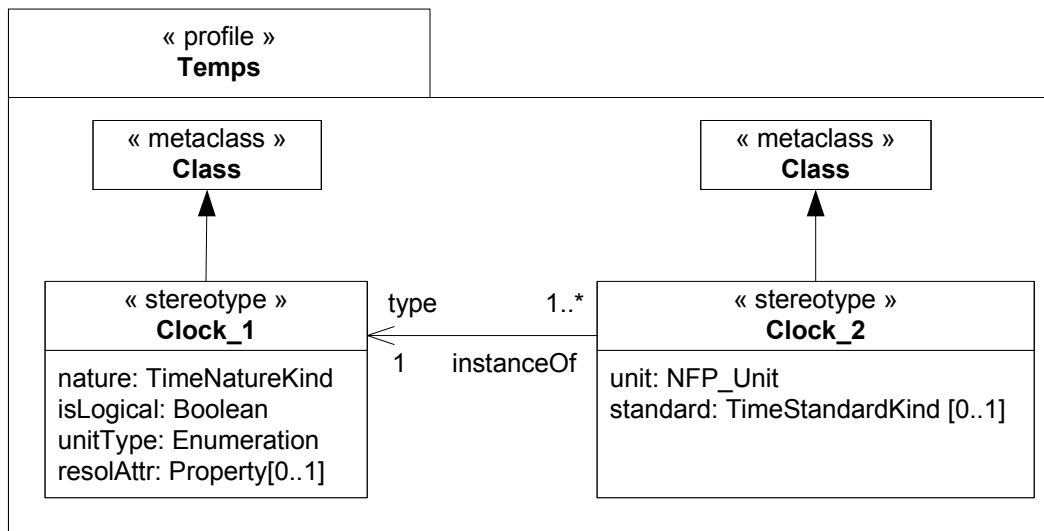 « profile »
Temps
« metaclass »
Class
« metaclass »
Class
« stereotype »
Clock_1
nature: TimeNatureKind
isLogical: Boolean
unitType: Enumeration
resolAttr: Property[0..1]
type
1..*
1
instanceOf
« stereotype »
Clock_2
unit: NFP_Unit
standard: TimeStandardKind [0..1]